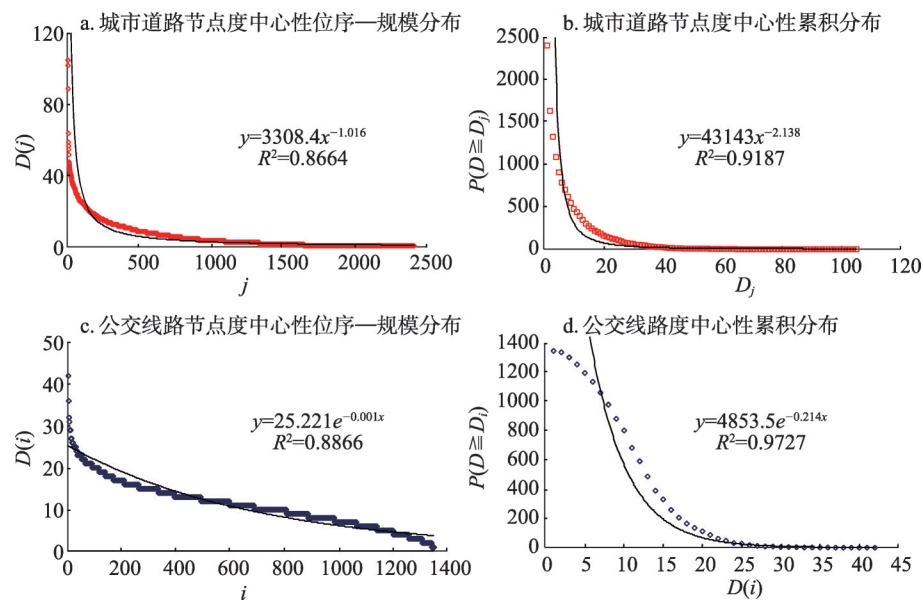 a. 城市道路节点度中心性位序—规模分布
120
80
40
0
D(j)
y=3308.4x^{-1.016}
R²=0.8664
0 500 1000 1500 2000 2500
j
b. 城市道路节点度中心性累积分布
2500
2000
1500
1000
500
0
P(D≧D_j)
y=43143x^{-2.138}
R²=0.9187
0 20 40 60 80 100 120
D_j
c. 公交线路节点度中心性位序—规模分布
50
40
30
20
10
0
D(i)
y=25.221e^{-0.001x}
R²=0.8866
0 200 400 600 800 1000 1200 1400
i
d. 公交线路度中心性累积分布
1400
1200
1000
800
600
400
200
0
P(D≧D_i)
y=4853.5e^{-0.214x}
R²=0.9727
0 5 10 15 20 25 30 35 40 45
D(i)